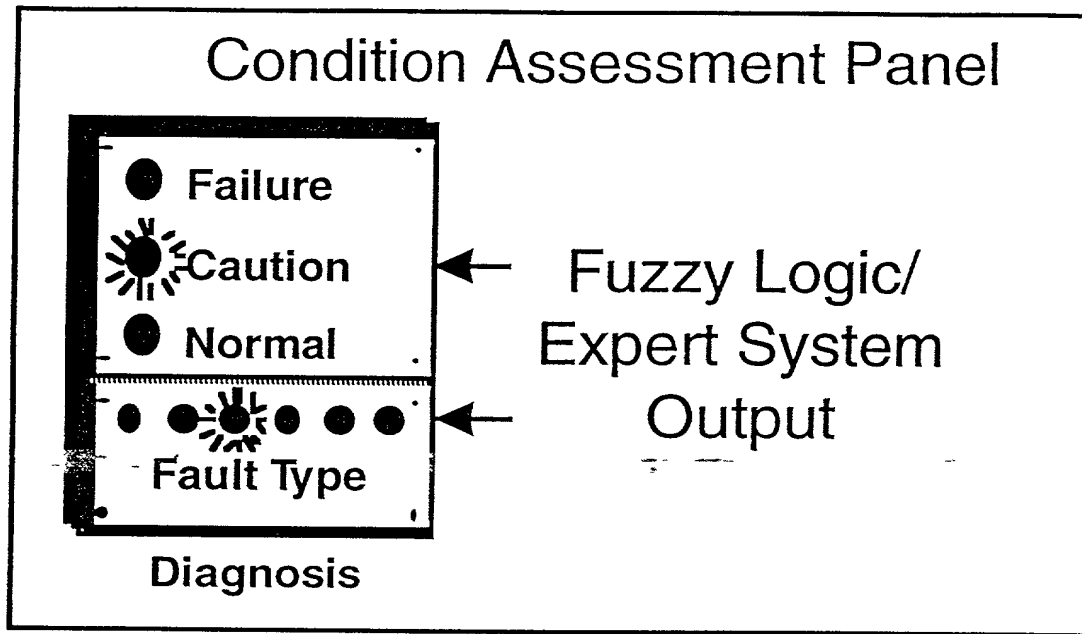 Condition Assessment Panel
Failure
Caution
Normal
Fault Type
Diagnosis
Fuzzy Logic/
Expert System
Output